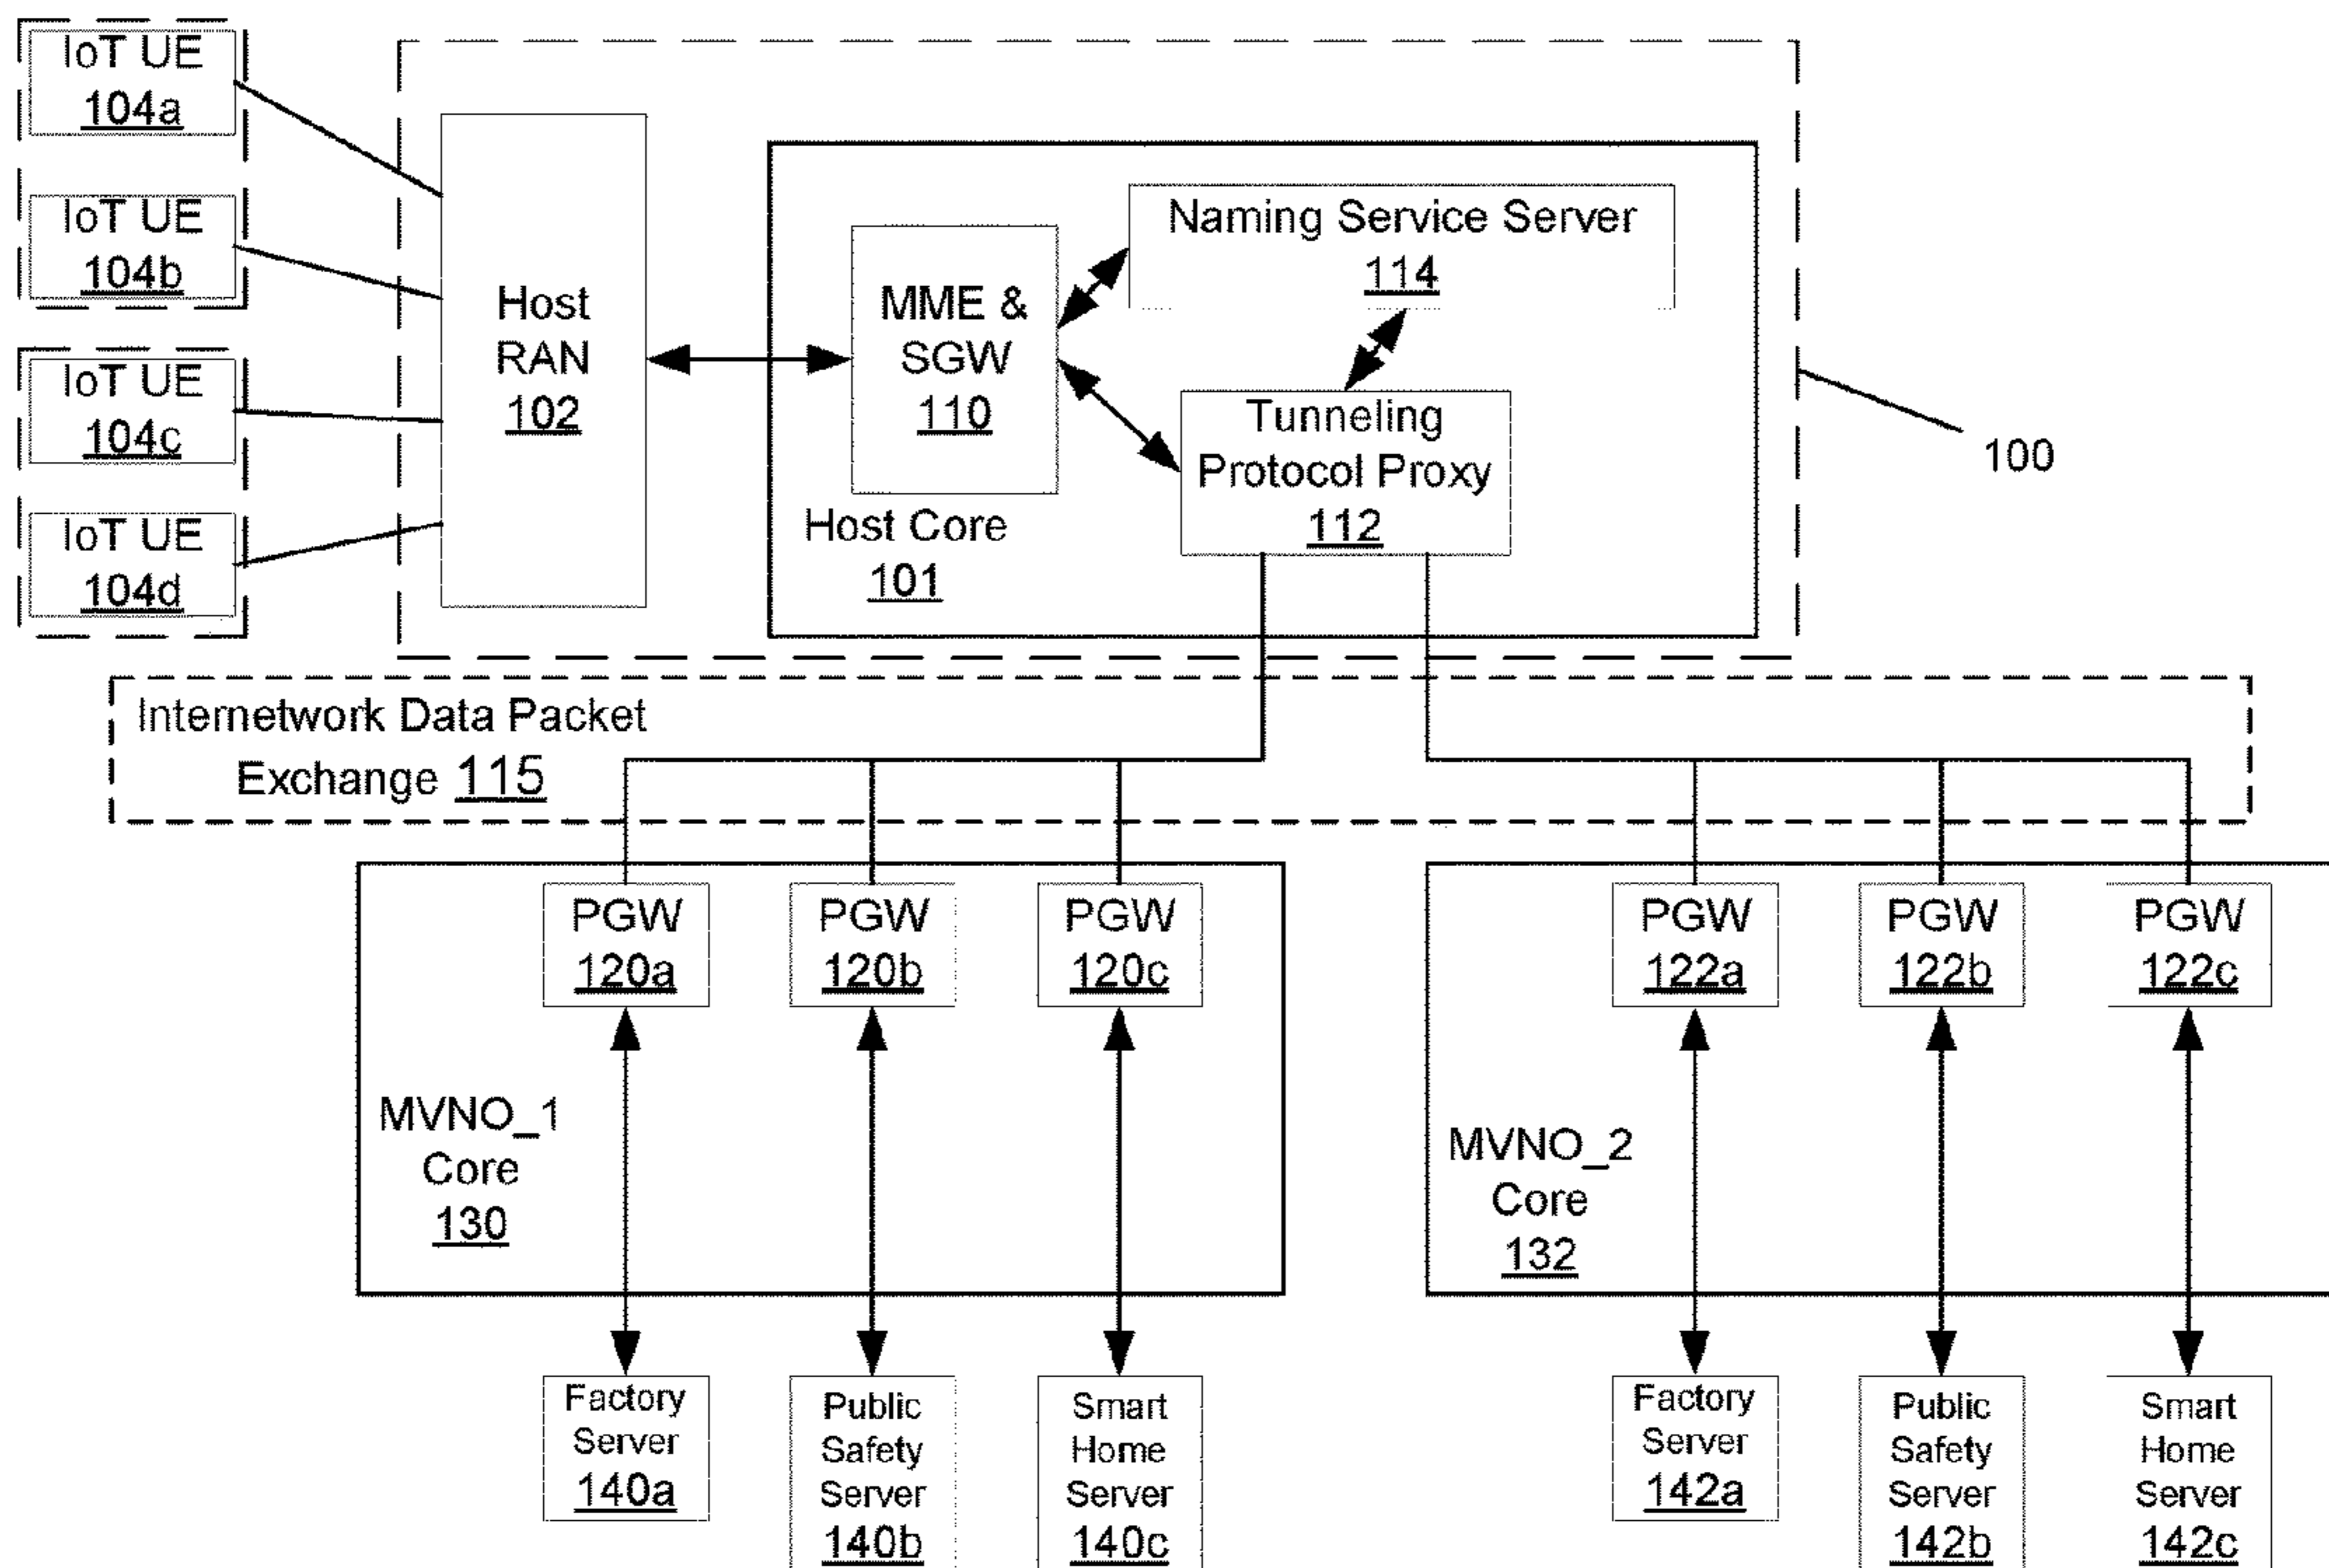 IoT UE
104a
IoT UE
104b
IoT UE
104c
IoT UE
104d
Host
RAN
102
MME &
SGW
110
Naming Service Server
114
Tunneling
Protocol Proxy
112
Host Core
101
100
Internetwork Data Packet
Exchange 115
PGW
120a
PGW
120b
PGW
120c
PGW
122a
PGW
122b
PGW
122c
MVNO_1
Core
130
MVNO_2
Core
132
Factory
Server
140a
Public
Safety
Server
140b
Smart
Home
Server
140c
Factory
Server
142a
Public
Safety
Server
142b
Smart
Home
Server
142c